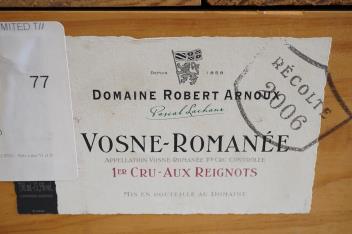 MITED T//
77
Depuis 1858
Domaine Robert Arnoux
Pascal Lachaux
RÉCOLTE
2006
Vosne-Romanée
Appellation Vosne-Romanée 1er Cru Contrôlée
1er Cru-Aux Reignots
Mis en bouteille au Domaine